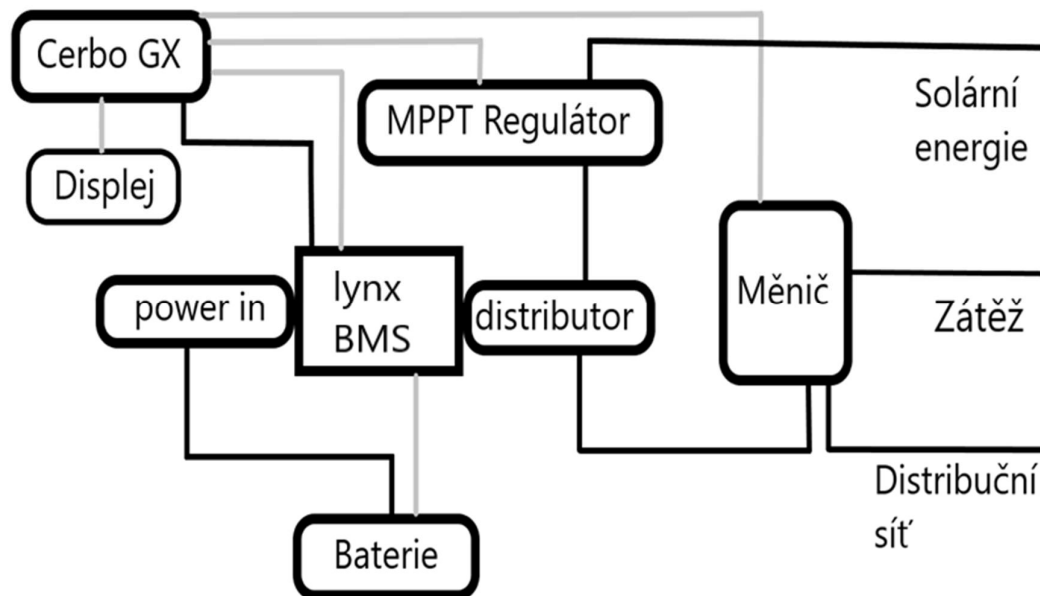 Cerbo GX
MPPT Regulátor
Solární
energie
Displej
power in
lynx
BMS
distributor
Měnič
Zátěž
Distribuční
síť
Baterie